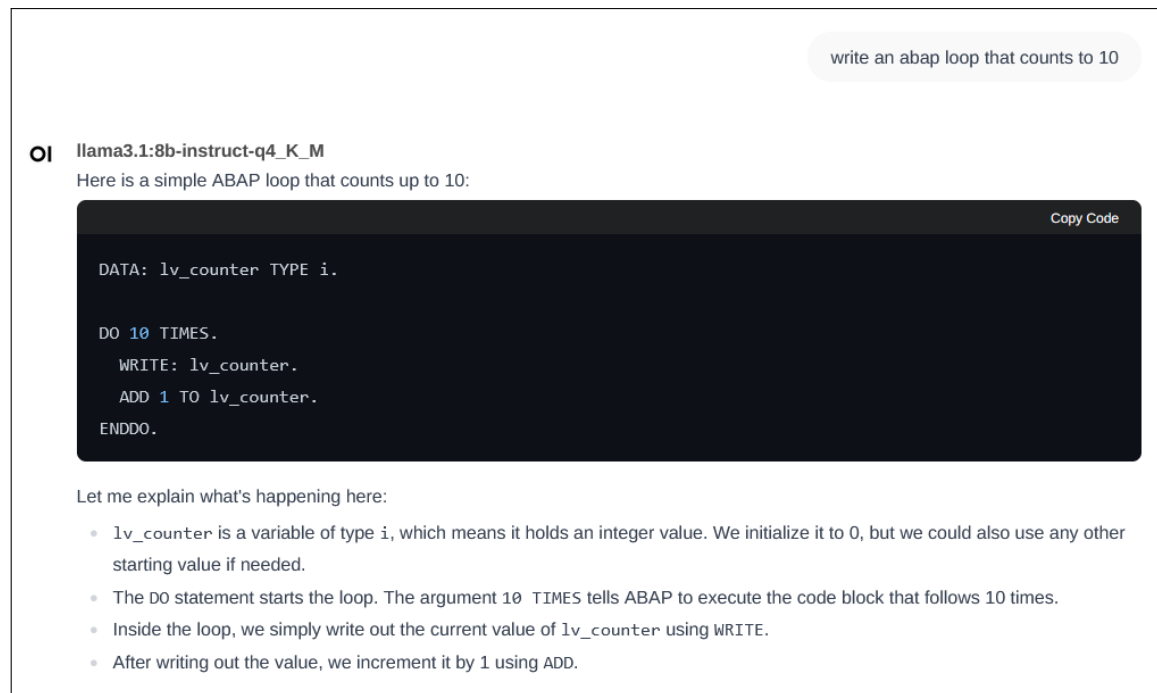 write an abap loop that counts to 10
OI llama3.1:8b-instruct-q4_K_M
Here is a simple ABAP loop that counts up to 10:
Copy Code
DATA: lv_counter TYPE i.
DO 10 TIMES.
WRITE: lv_counter.
ADD 1 TO lv_counter.
ENDDO.
Let me explain what's happening here:
lv_counter is a variable of type i, which means it holds an integer value. We initialize it to 0, but we could also use any other
starting value if needed.
The DO statement starts the loop. The argument 10 TIMES tells ABAP to execute the code block that follows 10 times.
Inside the loop, we simply write out the current value of lv_counter using WRITE.
After writing out the value, we increment it by 1 using ADD.